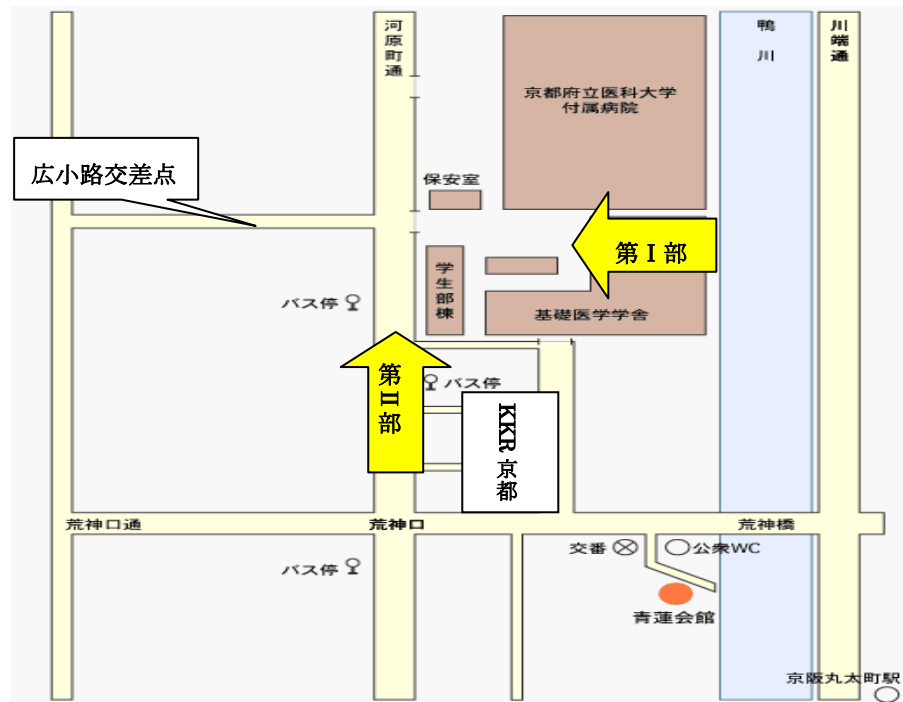 河原町通
鴨川
川端通
京都府立医科大学
付属病院
広小路交差点
保安室
第Ⅰ部
学生部棟
バス停
基礎医学学舎
第Ⅱ部
バス停
KKR 京都
荒神口通
荒神口
荒神橋
交番
公衆WC
バス停
青蓮会館
京阪丸太町駅